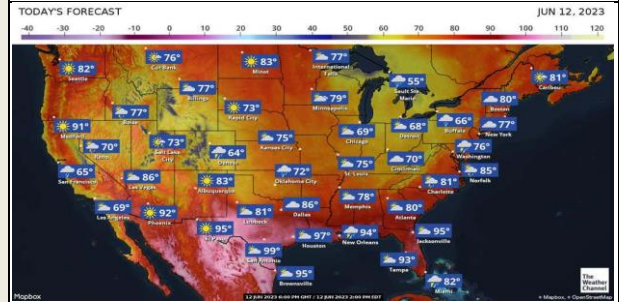 TODAY'S FORECAST
JUN 12, 2023
-40 -30 -20 -10 0 10 20 30 40 50 60 70 80 90 100 110 120
82°
Seattle
76°
Cut Bank
83°
Minot
77°
International Falls
55°
Sault Ste Marie
81°
Caribou
77°
Billings
73°
Rapid City
79°
Minneapolis
80°
Boston
91°
Medford
77°
Boise
66°
Buffalo
77°
New York
70°
Reno
73°
Salt Lake City
64°
Denver
75°
Kansas City
69°
Chicago
68°
Detroit
76°
Washington
65°
San Francisco
86°
Las Vegas
83°
Albuquerque
72°
Oklahoma City
75°
St. Louis
70°
Cincinnati
85°
Norfolk
81°
Charlotte
69°
Los Angeles
92°
Phoenix
95°
El Paso
81°
Lubbock
86°
Dallas
78°
Memphis
80°
Atlanta
99°
San Antonio
97°
Houston
94°
New Orleans
95°
Jacksonville
95°
Brownsville
93°
Tampa
82°
Miami
The
Weather
Channel
Mapbox
12 JUN 2023 6:00 PM GMT / 12 JUN 2023 2:00 PM EDT
© Mapbox, © OpenStreetMap